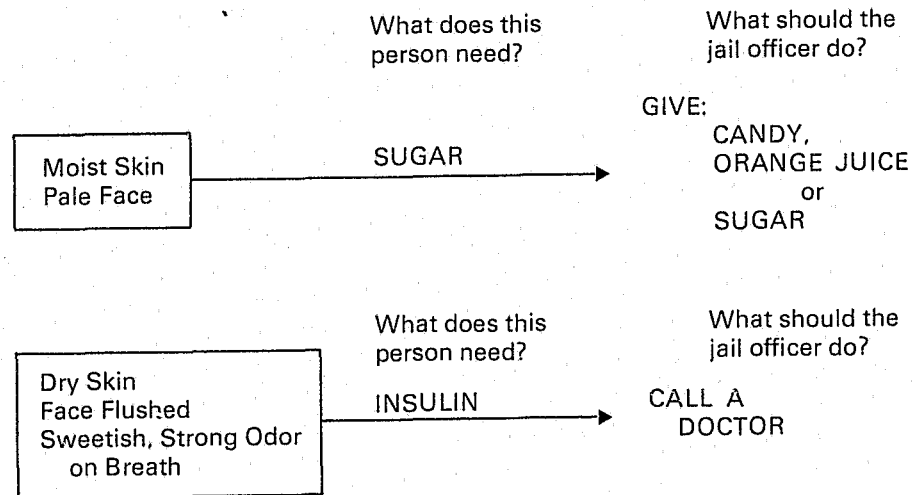 What does this
person need?
What should the
jail officer do?
Moist Skin
Pale Face
SUGAR
GIVE:
CANDY,
ORANGE JUICE
or
SUGAR
What does this
person need?
What should the
jail officer do?
Dry Skin
Face Flushed
Sweetish, Strong Odor
on Breath
INSULIN
CALL A
DOCTOR